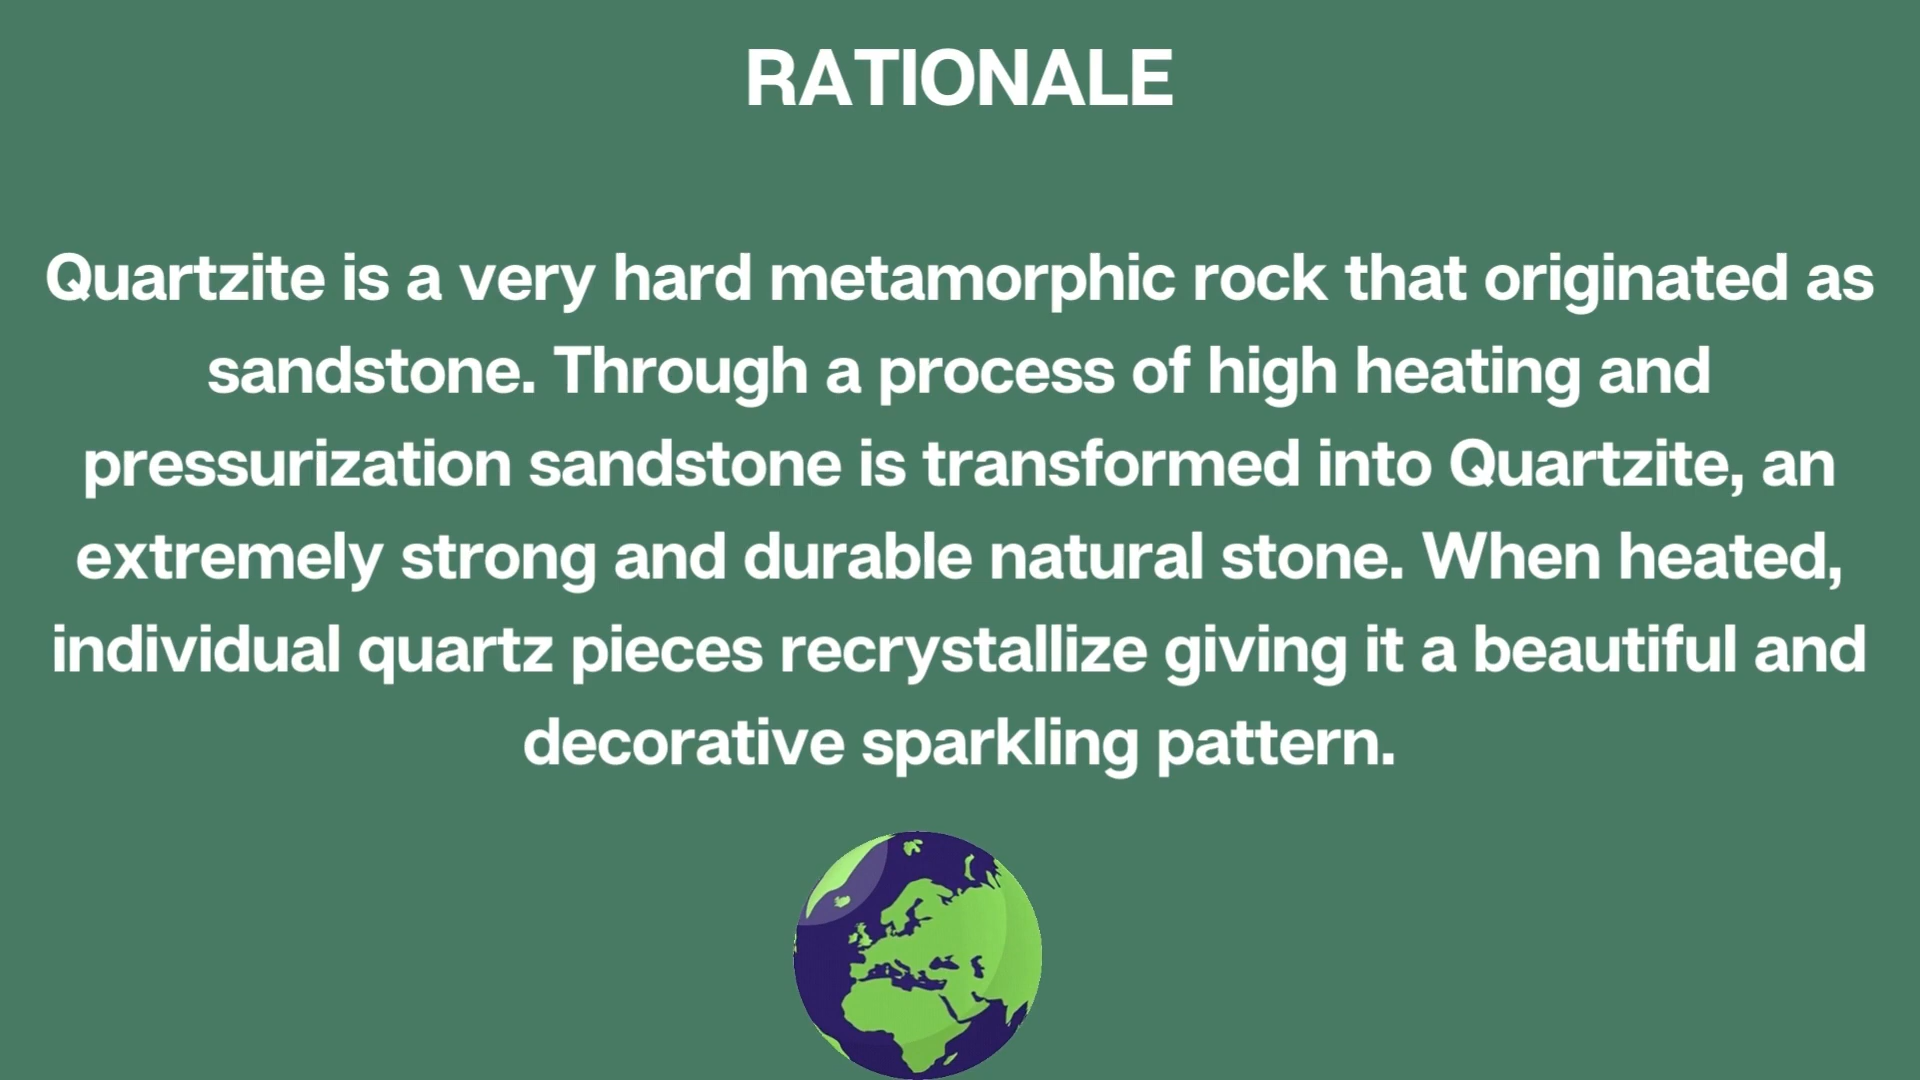 RATIONALE
Quartzite is a very hard metamorphic rock that originated as
sandstone. Through a process of high heating and
pressurization sandstone is transformed into Quartzite, an
extremely strong and durable natural stone. When heated,
individual quartz pieces recrystallize giving it a beautiful and
decorative sparkling pattern.